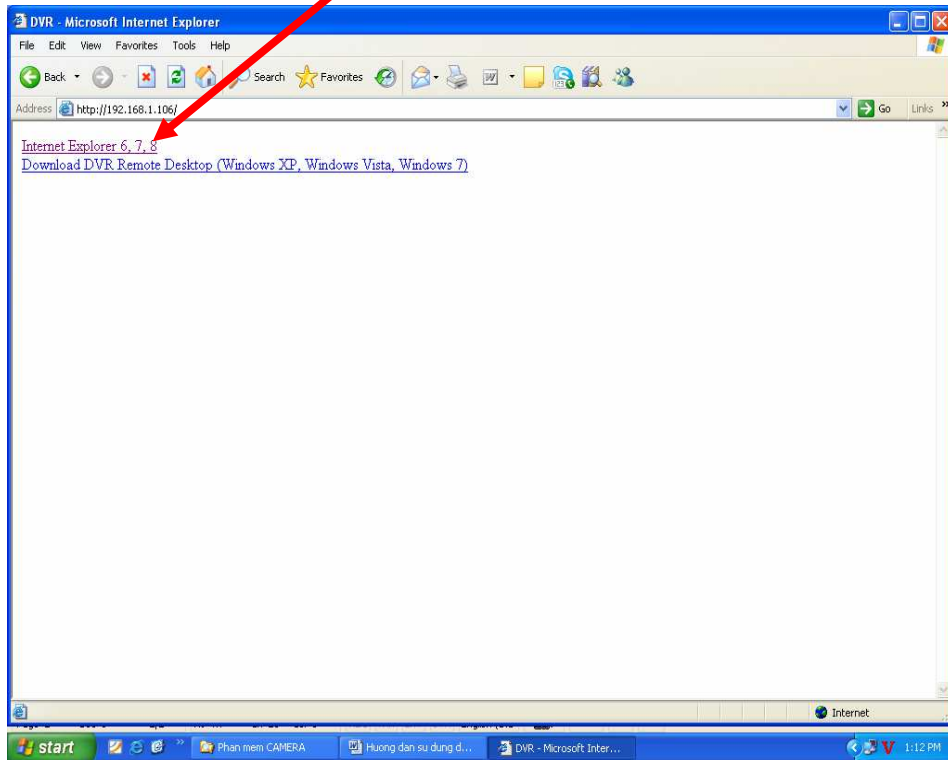 DVR - Microsoft Internet Explorer
File Edit View Favorites Tools Help
Back Search Favorites
Address http://192.168.1.106/ Go Links »
Internet Explorer 6, 7, 8
Download DVR Remote Desktop (Windows XP, Windows Vista, Windows 7)
Internet
start » Phan mem CAMERA Huong dan su dung d... DVR - Microsoft Inter... V 1:12 PM